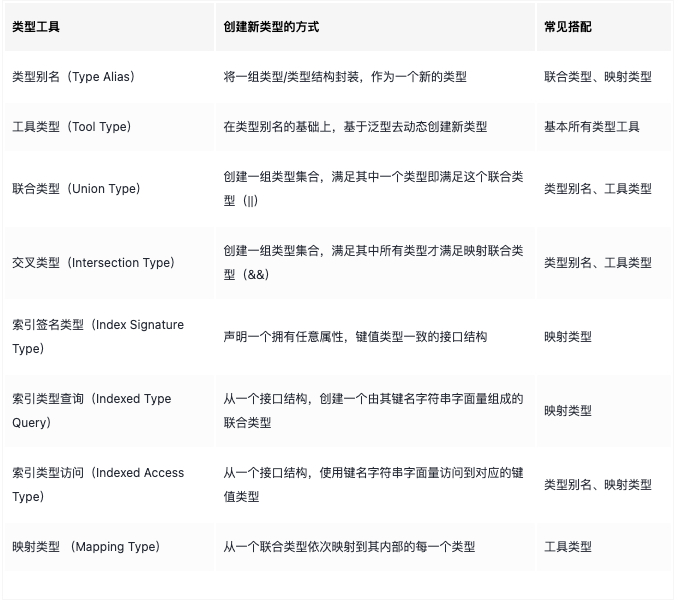 类型工具 创建新类型的方式 常见搭配
类型别名（Type Alias） 将一组类型/类型结构封装，作为一个新的类型 联合类型、映射类型
工具类型（Tool Type） 在类型别名的基础上，基于泛型去动态创建新类型 基本所有类型工具
联合类型（Union Type） 创建一组类型集合，满足其中一个类型即满足这个联合类
型（||） 类型别名、工具类型
交叉类型（Intersection Type） 创建一组类型集合，满足其中所有类型才满足映射联合类
型（&&） 类型别名、工具类型
索引签名类型（Index Signature
Type） 声明一个拥有任意属性，键值类型一致的接口结构 映射类型
索引类型查询（Indexed Type
Query） 从一个接口结构，创建一个由其键名字符串字面量组成的
联合类型 映射类型
索引类型访问（Indexed Access
Type） 从一个接口结构，使用键名字符串字面量访问到对应的键
值类型 类型别名、映射类型
映射类型 （Mapping Type） 从一个联合类型依次映射到其内部的每一个类型 工具类型